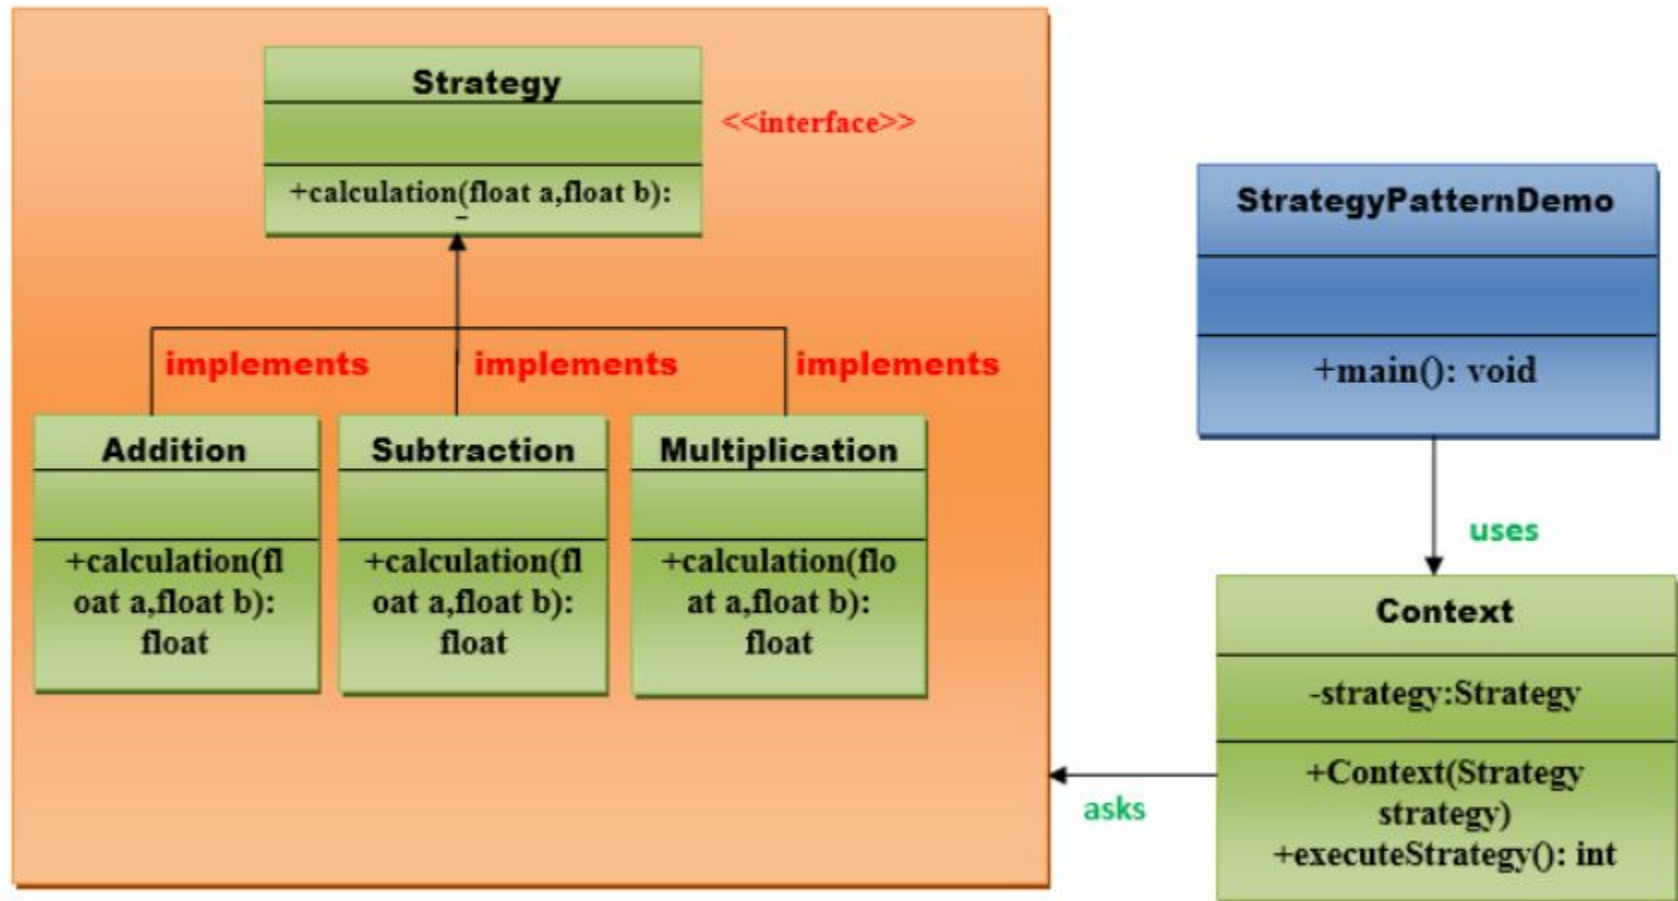 Strategy
<<interface>>
+calculation(float a,float b):
implements
implements
implements
Addition
+calculation(fl
oat a,float b):
float
Subtraction
+calculation(fl
oat a,float b):
float
Multiplication
+calculation(flo
at a,float b):
float
StrategyPatternDemo
+main(): void
uses
Context
-strategy:Strategy
+Context(Strategy
strategy)
+executeStrategy(): int
asks